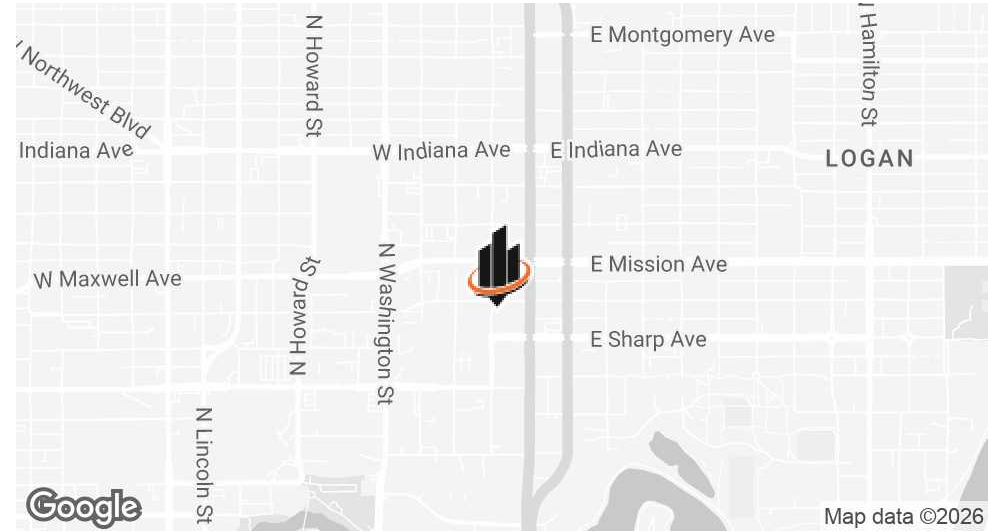 E Montgomery Ave
Hamilton St
N Howard St
Northwest Blvd
Indiana Ave
W Indiana Ave
E Indiana Ave
LOGAN
W Maxwell Ave
N Howard St
N Washington St
E Mission Ave
E Sharp Ave
N Lincoln St
Google
Map data ©2026